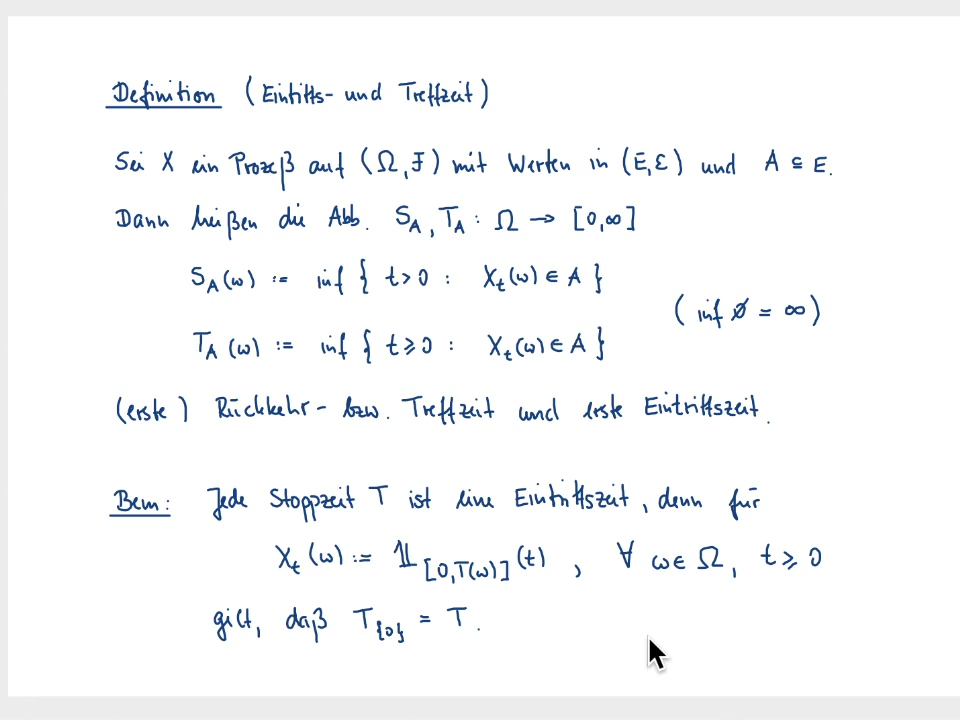 Definition (Eintritts- und Treffzeit)
Sei X ein Prozeß auf (Ω, ℱ) mit Werten in (E, ℰ) und A ⊆ E.
Dann heißen die Abb. S_A, T_A : Ω → [0,∞]
S_A(ω) := inf { t > 0 : X_t(ω) ∈ A }
(inf ∅ = ∞)
T_A(ω) := inf { t ≥ 0 : X_t(ω) ∈ A }
(erste) Rückkehr- bzw. Treffzeit und erste Eintrittszeit.
Bem: Jede Stoppzeit T ist eine Eintrittszeit, denn für
X_t(ω) := 𝟙_[0,T(ω)](t), ∀ ω ∈ Ω, t ≥ 0
gilt, daß T_{0} = T.